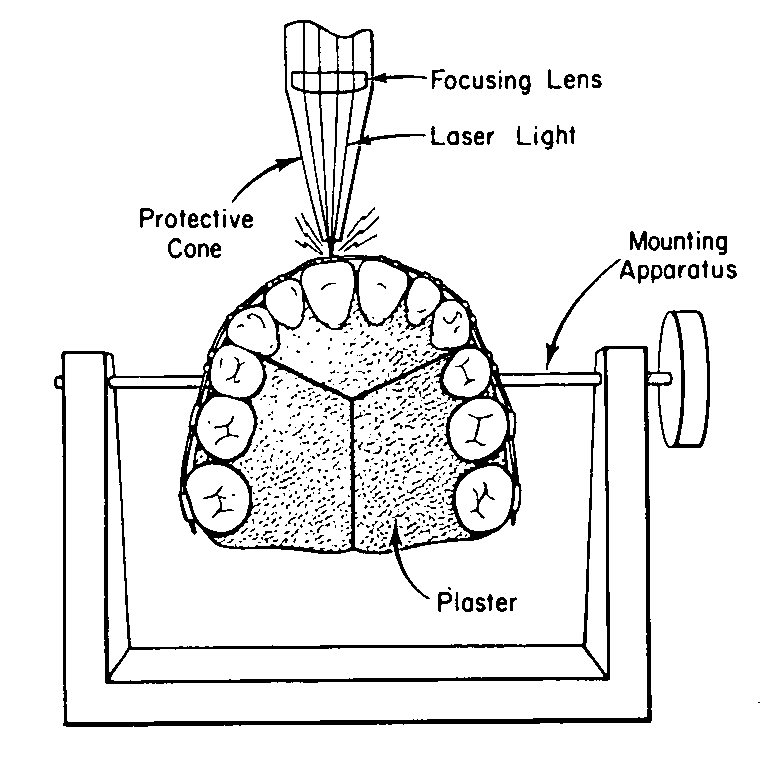 Focusing Lens
Laser Light
Protective
Cone
Mounting
Apparatus
Plaster